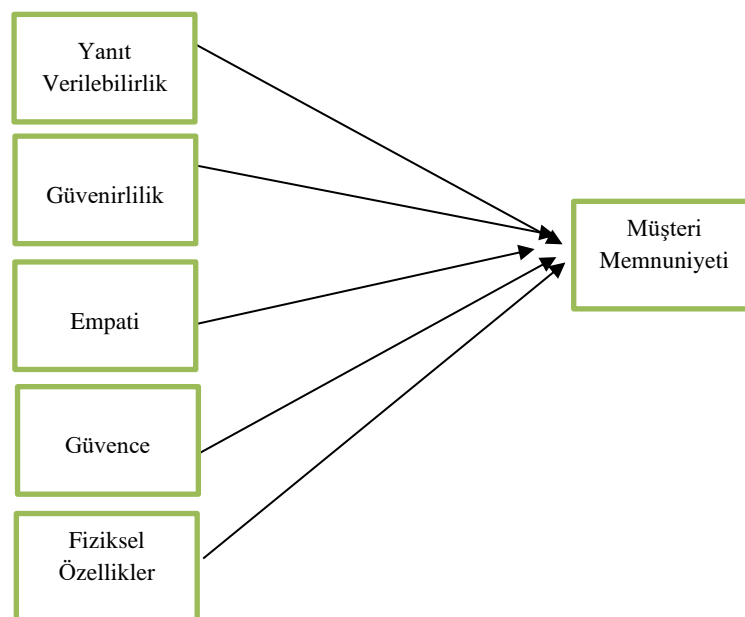 Yanıt
Verilebilirlik
Güvenirlilik
Empati
Güvence
Fiziksel
Özellikler
Müşteri
Memnuniyeti